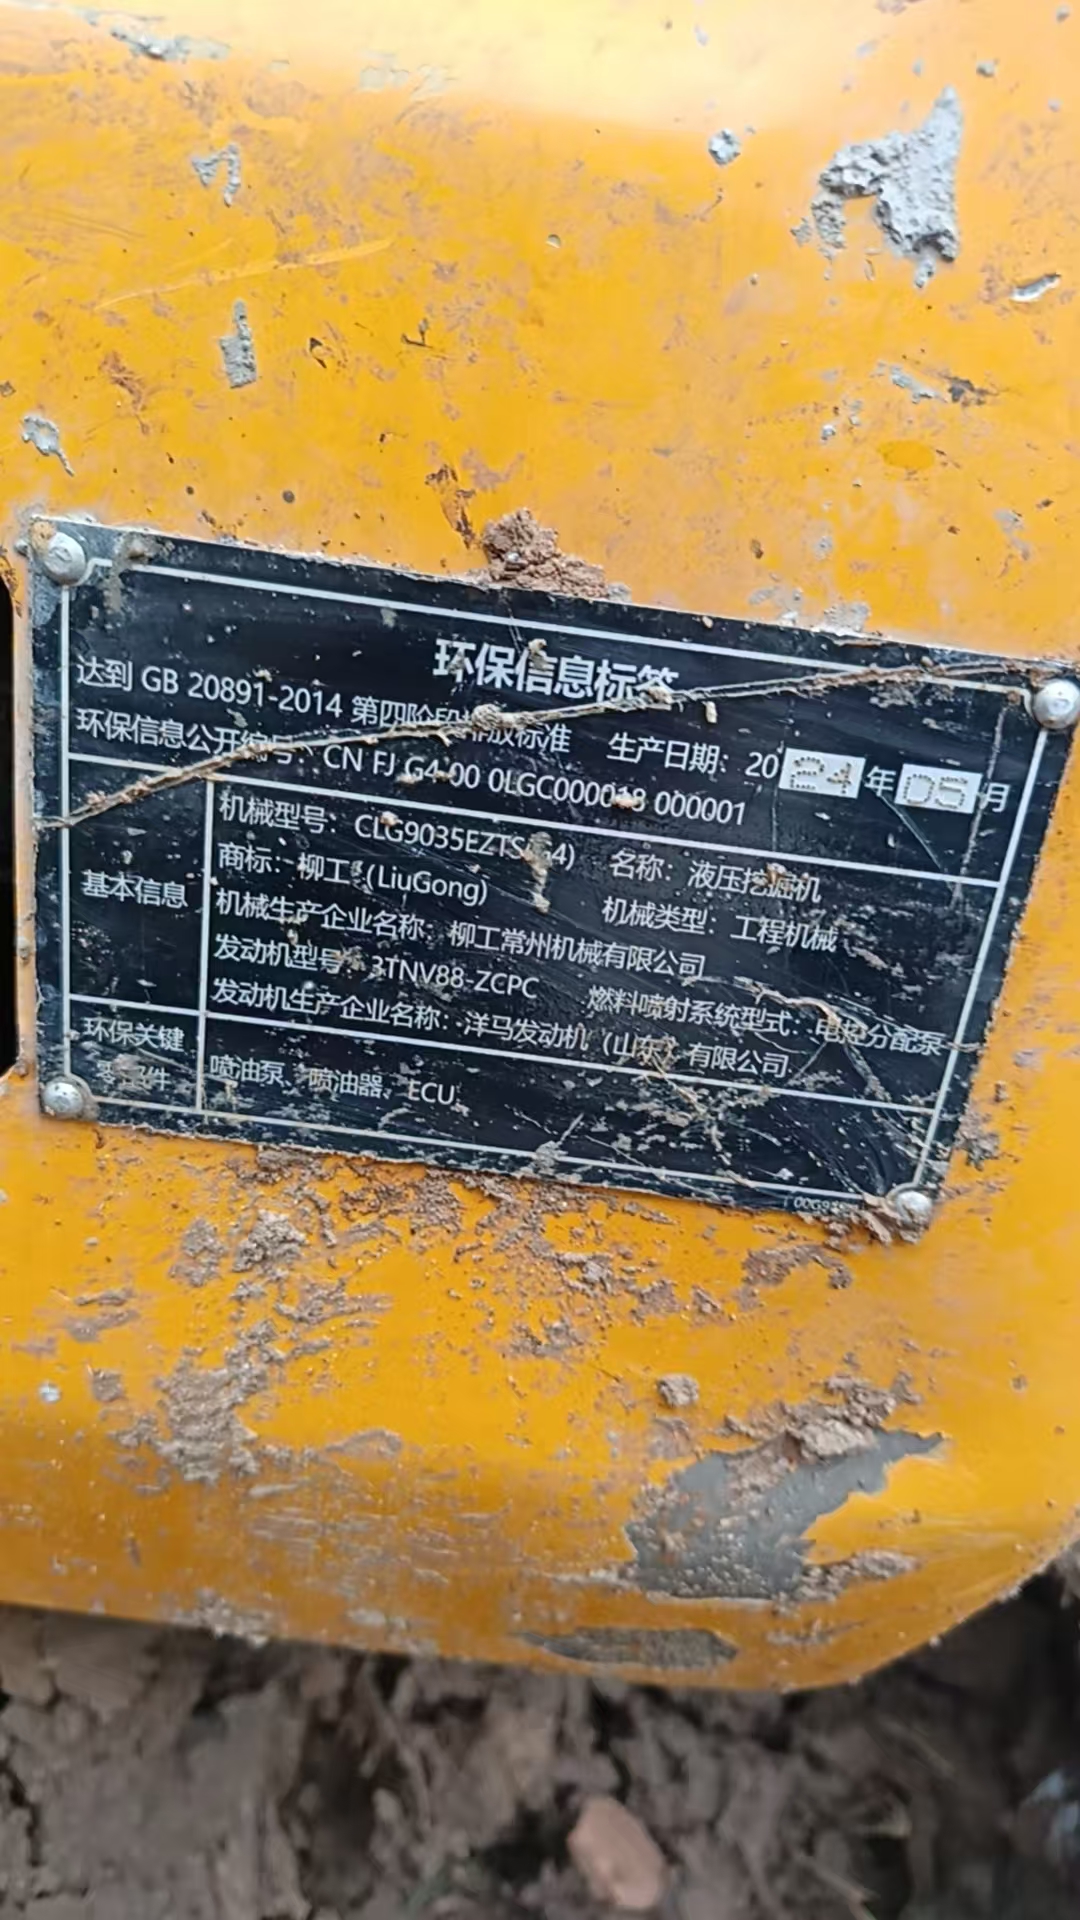 环保信息标签
达到 GB 20891-2014 第四阶段排放标准 生产日期: 2024年05月
环保信息公开编号: CN FJ G4 00 0LGC000018 000001
基本信息
机械型号: CLG9035EZTS(G4) 名称: 液压挖掘机
商标: 柳工 (LiuGong) 机械类型: 工程机械
机械生产企业名称: 柳工常州机械有限公司
发动机型号: 3TNV88-ZCPC 燃料喷射系统型式: 电控分配泵
发动机生产企业名称: 洋马发动机 (山东) 有限公司
环保关键
零部件
喷油泵、喷油器、ECU